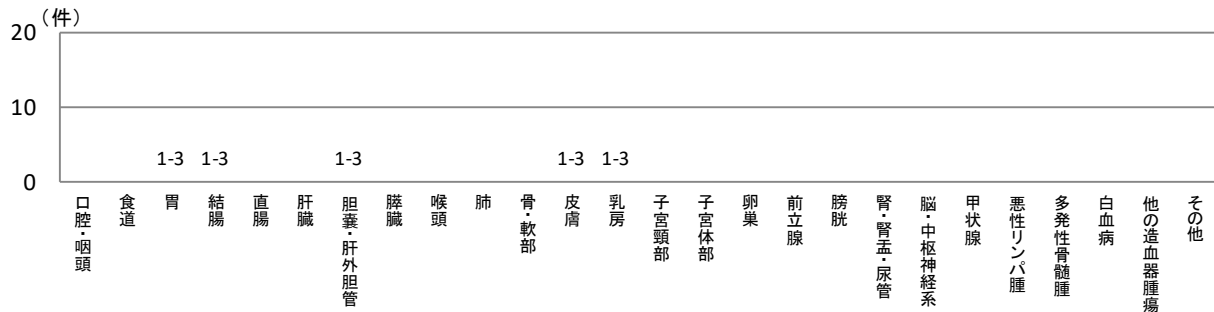 （件）
20
10
0
1-3
1-3
1-3
1-3
1-3
口腔・咽頭
食道
胃
結腸
直腸
肝臓
胆嚢・肝外胆管
膵臓
喉頭
肺
骨・軟部
皮膚
乳房
子宮頸部
子宮体部
卵巣
前立腺
膀胱
腎・腎盂・尿管
脳・中枢神経系
甲状腺
悪性リンパ腫
多発性骨髄腫
白血病
他の造血器腫瘍
その他